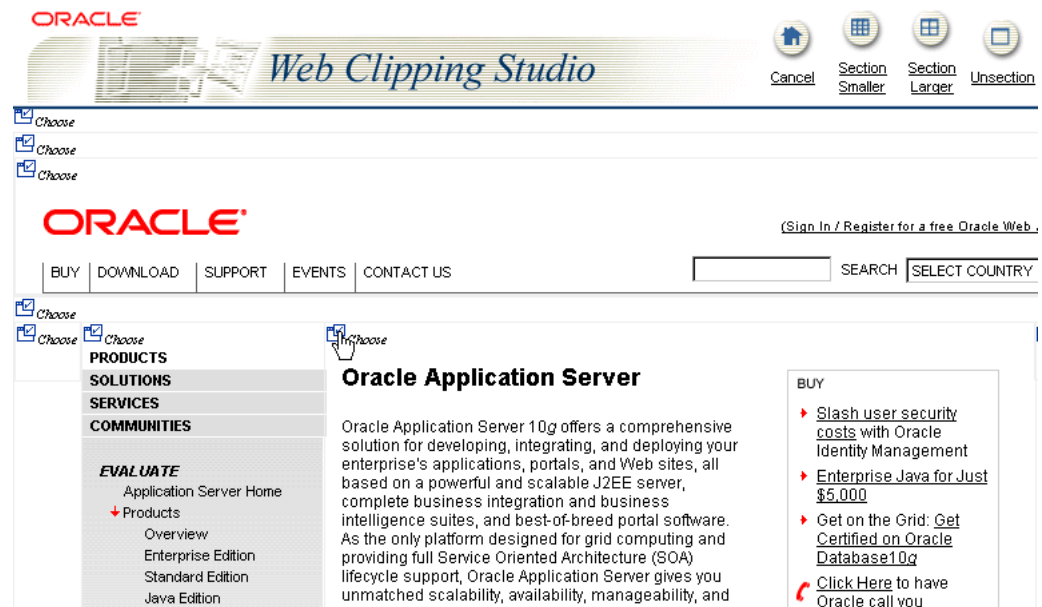 ORACLE
Web Clipping Studio
Cancel
Section Smaller
Section Larger
Unsection
Choose
Choose
Choose
ORACLE
(Sign In / Register for a free Oracle Web
BUY DOWNLOAD SUPPORT EVENTS CONTACT US
SEARCH SELECT COUNTRY
Choose
Choose Choose Choose
PRODUCTS
SOLUTIONS
SERVICES
COMMUNITIES
EVALUATE
Application Server Home
Products
Overview
Enterprise Edition
Standard Edition
Java Edition
Oracle Application Server
Oracle Application Server 10g offers a comprehensive
solution for developing, integrating, and deploying your
enterprise's applications, portals, and Web sites, all
based on a powerful and scalable J2EE server,
complete business integration and business
intelligence suites, and best-of-breed portal software.
As the only platform designed for grid computing and
providing full Service Oriented Architecture (SOA)
lifecycle support, Oracle Application Server gives you
unmatched scalability, availability, manageability, and
BUY
Slash user security
costs with Oracle
Identity Management
Enterprise Java for Just
$5,000
Get on the Grid: Get
Certified on Oracle
Database10g
Click Here to have
Oracle call you